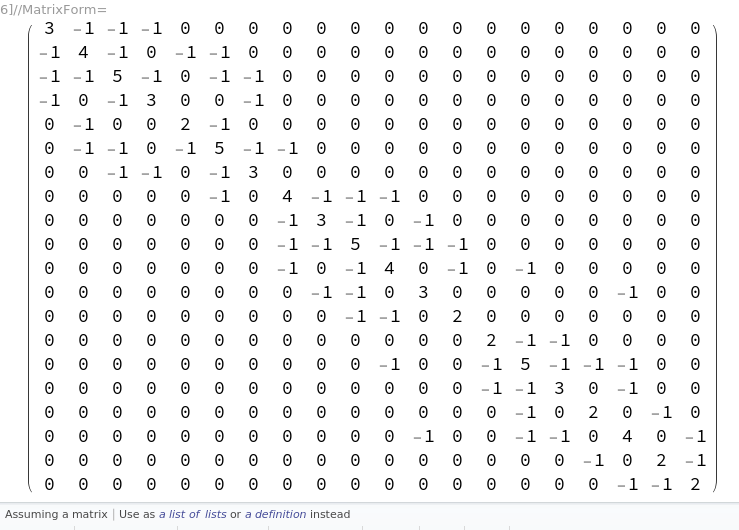 6]//MatrixForm=
3 -1 -1 -1 0 0 0 0 0 0 0 0 0 0 0 0 0 0 0 0
-1 4 -1 0 -1 -1 0 0 0 0 0 0 0 0 0 0 0 0 0 0
-1 -1 5 -1 0 -1 -1 0 0 0 0 0 0 0 0 0 0 0 0 0
-1 0 -1 3 0 0 -1 0 0 0 0 0 0 0 0 0 0 0 0 0
0 -1 0 0 2 -1 0 0 0 0 0 0 0 0 0 0 0 0 0 0
0 -1 -1 0 -1 5 -1 -1 0 0 0 0 0 0 0 0 0 0 0 0
0 0 -1 -1 0 -1 3 0 0 0 0 0 0 0 0 0 0 0 0 0
0 0 0 0 0 -1 0 4 -1 -1 -1 0 0 0 0 0 0 0 0 0
0 0 0 0 0 0 0 -1 3 -1 0 -1 0 0 0 0 0 0 0 0
0 0 0 0 0 0 0 -1 -1 5 -1 -1 -1 0 0 0 0 0 0 0
0 0 0 0 0 0 0 -1 0 -1 4 0 -1 0 -1 0 0 0 0 0
0 0 0 0 0 0 0 0 -1 -1 0 3 0 0 0 0 0 -1 0 0
0 0 0 0 0 0 0 0 0 -1 -1 0 2 0 0 0 0 0 0 0
0 0 0 0 0 0 0 0 0 0 0 0 0 2 -1 -1 0 0 0 0
0 0 0 0 0 0 0 0 0 0 -1 0 0 -1 5 -1 -1 -1 0 0
0 0 0 0 0 0 0 0 0 0 0 0 0 -1 -1 3 0 -1 0 0
0 0 0 0 0 0 0 0 0 0 0 0 0 0 -1 0 2 0 -1 0
0 0 0 0 0 0 0 0 0 0 0 -1 0 0 -1 -1 0 4 0 -1
0 0 0 0 0 0 0 0 0 0 0 0 0 0 0 0 -1 0 2 -1
0 0 0 0 0 0 0 0 0 0 0 0 0 0 0 0 0 -1 -1 2
Assuming a matrix | Use as a list of lists or a definition instead